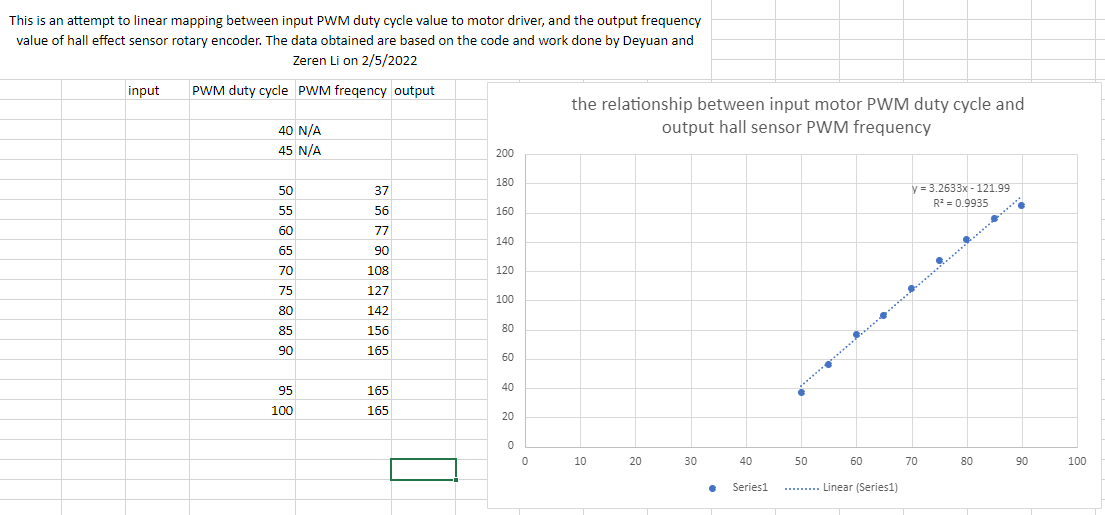 This is an attempt to linear mapping between input PWM duty cycle value to motor driver, and the output frequency
value of hall effect sensor rotary encoder. The data obtained are based on the code and work done by Deyuan and
Zeren Li on 2/5/2022
input PWM duty cycle PWM freqency output
40 N/A
45 N/A
50 37
55 56
60 77
65 90
70 108
75 127
80 142
85 156
90 165
95 165
100 165
the relationship between input motor PWM duty cycle and
output hall sensor PWM frequency
200
180
160
140
120
100
80
60
40
20
0
y = 3.2633x - 121.99
R² = 0.9935
0 10 20 30 40 50 60 70 80 90 100
Series1 Linear (Series1)